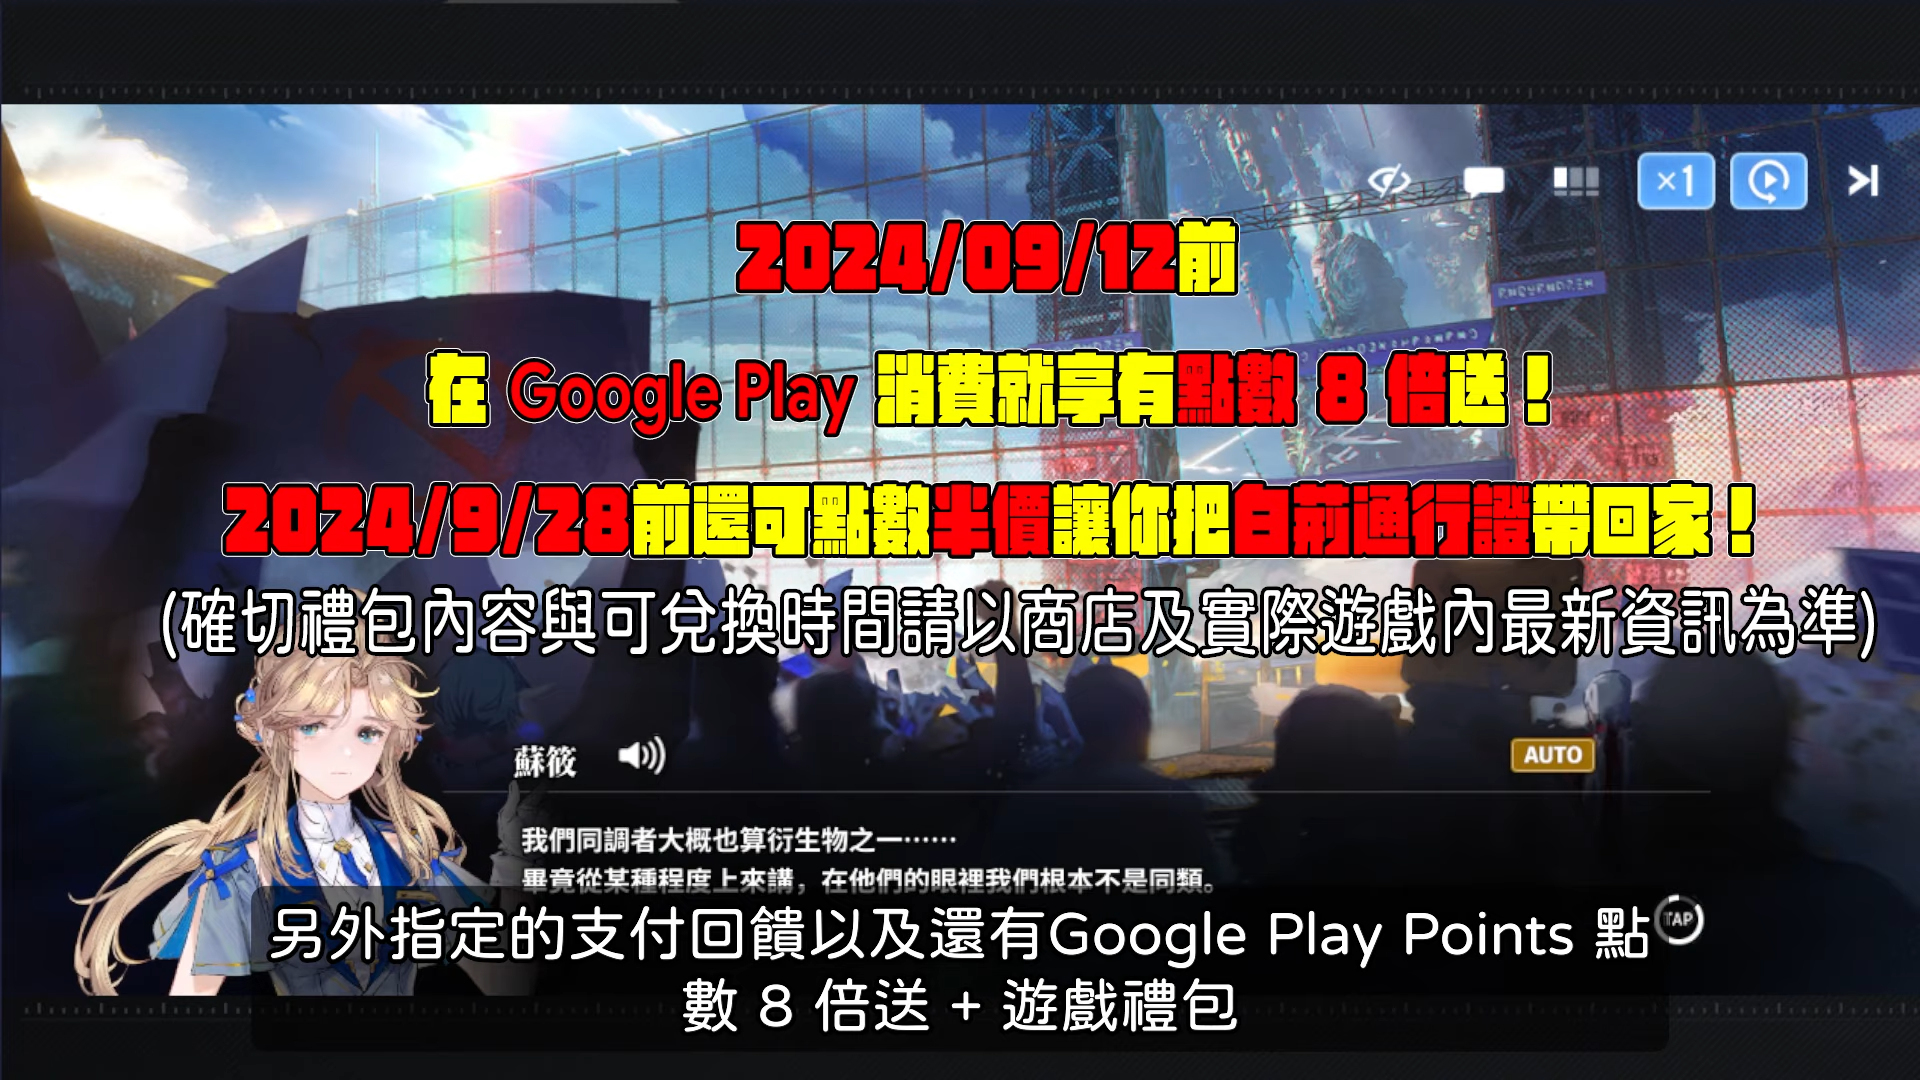 ×1
2024/09/12前
在 Google Play 消費就享有點數 8 倍送！
2024/9/28前還可點數半價讓你把白荊通行證帶回家！
(確切禮包內容與可兌換時間請以商店及實際遊戲內最新資訊為準)
蘇筱
AUTO
我們同調者大概也算衍生物之一⋯⋯
畢竟從某種程度上來講，在他們的眼裡我們根本不是同類。
TAP
另外指定的支付回饋以及還有Google Play Points 點
數 8 倍送 + 遊戲禮包